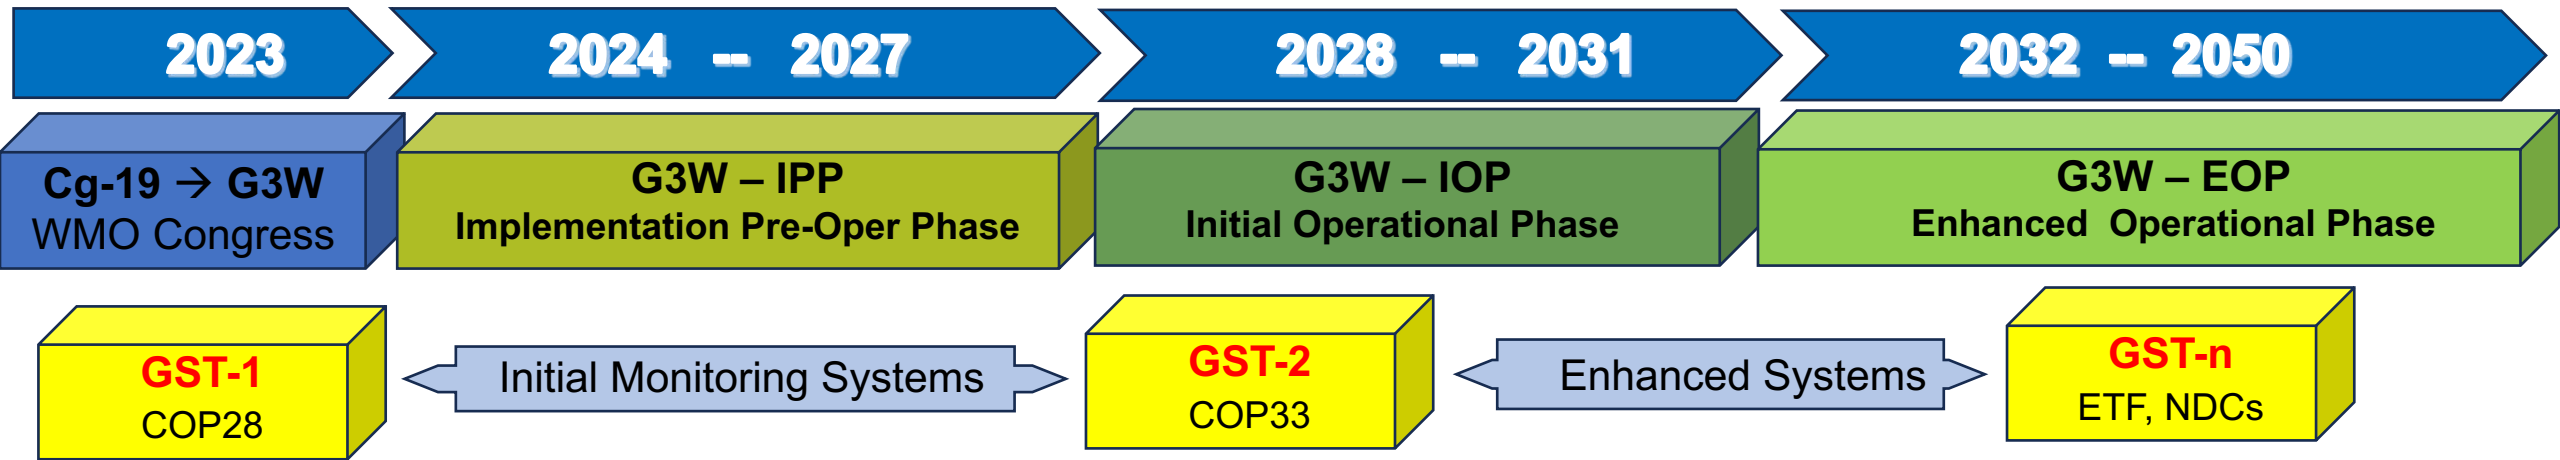 2023
2024 -- 2027
2028 -- 2031
2032 -- 2050
Cg-19 → G3W
WMO Congress
G3W – IPP
Implementation Pre-Oper Phase
G3W – IOP
Initial Operational Phase
G3W – EOP
Enhanced Operational Phase
GST-1
COP28
Initial Monitoring Systems
GST-2
COP33
Enhanced Systems
GST-n
ETF, NDCs